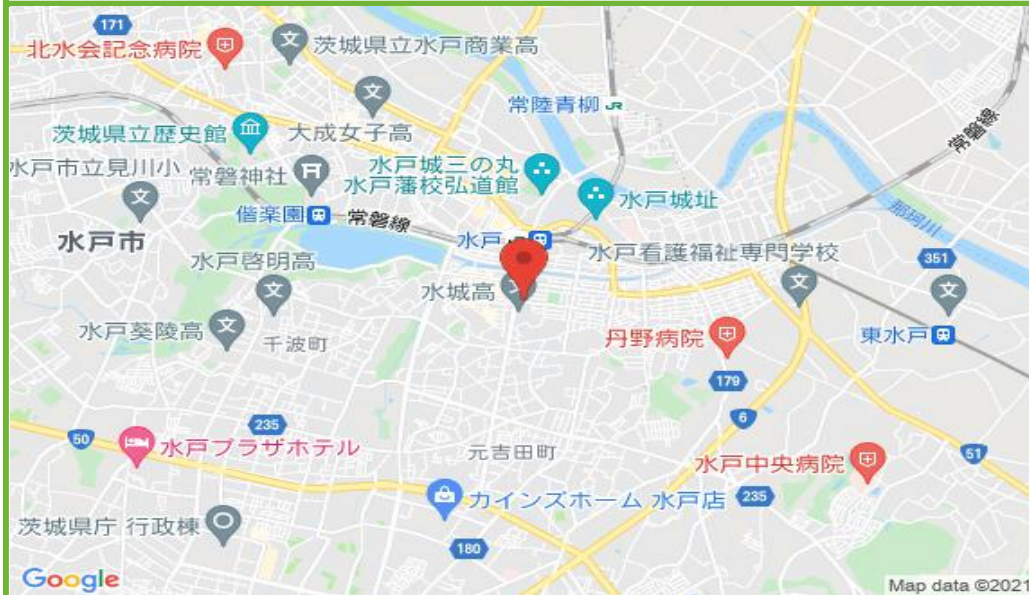 171
北水会記念病院
茨城県立水戸商業高
常陸青柳 JR
常磐
大成女子高
茨城県立歴史館
水戸市立見川小
常磐神社
水戸城三の丸
水戸藩校弘道館
水戸城址
偕楽園
常磐線
那珂川
水戸市
水戸
水戸看護福祉専門学校
351
水戸啓明高
水城高
水戸葵陵高
千波町
丹野病院
東水戸
179
6
235
50
水戸プラザホテル
元吉田町
水戸中央病院
51
カインズホーム 水戸店
235
茨城県庁 行政棟
180
Google
Map data ©2021